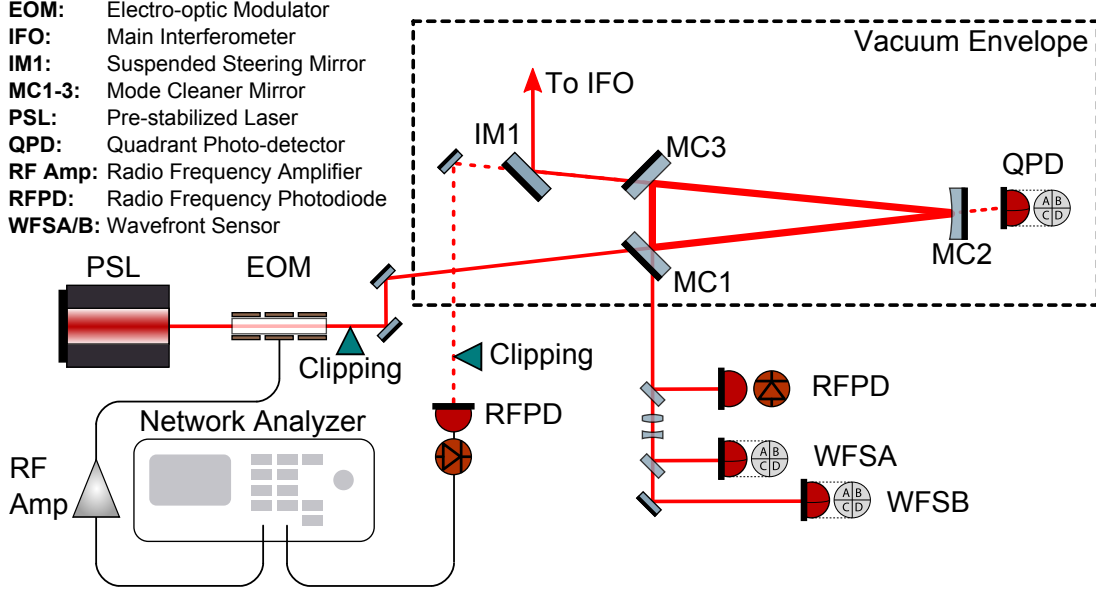 EOM: Electro-optic Modulator
IFO: Main Interferometer
IM1: Suspended Steering Mirror
MC1-3: Mode Cleaner Mirror
PSL: Pre-stabilized Laser
QPD: Quadrant Photo-detector
RF Amp: Radio Frequency Amplifier
RFPD: Radio Frequency Photodiode
WFSA/B: Wavefront Sensor
Vacuum Envelope
To IFO
IM1
MC3
QPD
A B
C D
MC2
MC1
PSL
EOM
Clipping
Clipping
RFPD
RFPD
Network Analyzer
WFSA
A B
C D
RF
Amp
WFSB
A B
C D